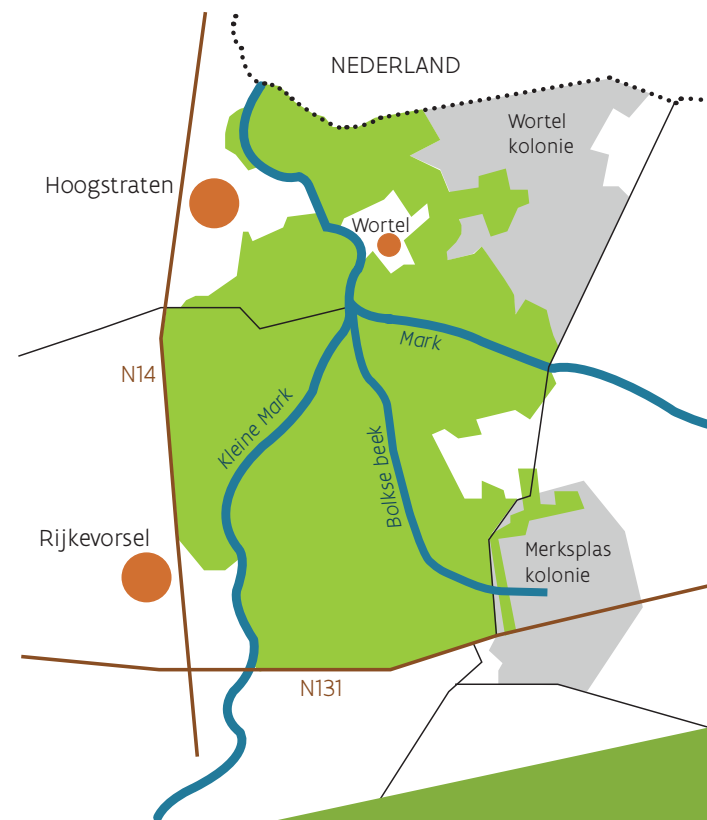 NEDERLAND
Wortel
kolonie
Hoogstraten
Wortel
Mark
N14
Kleine Mark
Bolkse beek
Rijkevorsel
Merksplas
kolonie
N131